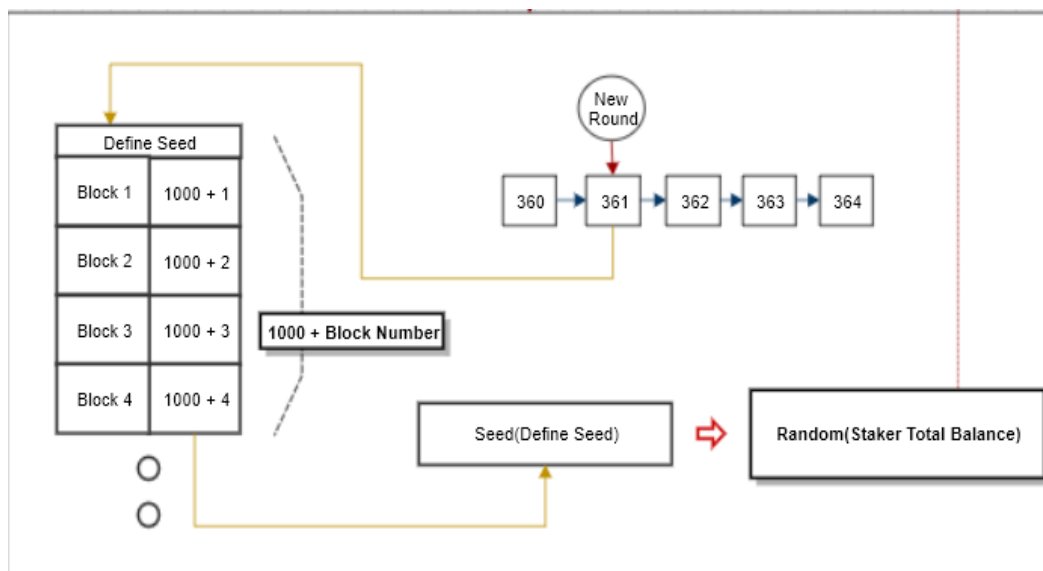 New
Round
360
361
362
363
364
Define Seed
Block 1
1000 + 1
Block 2
1000 + 2
Block 3
1000 + 3
Block 4
1000 + 4
1000 + Block Number
Seed(Define Seed)
Random(Staker Total Balance)